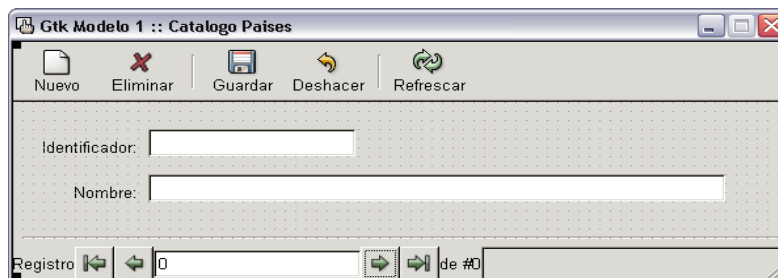 Gtk Modelo 1 :: Catalogo Paises
Nuevo Eliminar Guardar Deshacer Refrescar
Identificador:
Nombre:
Registro 0 de #0